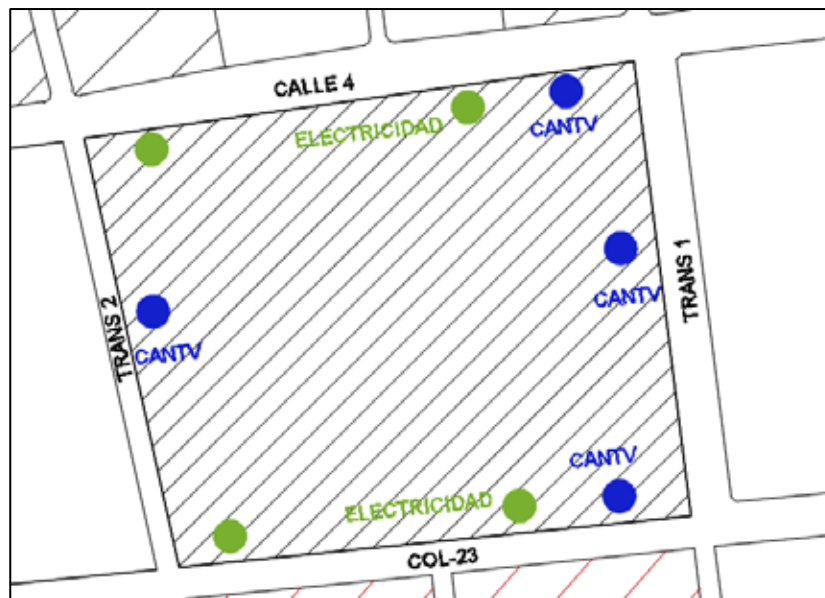 CALLE 4
ELECTRICIDAD
CANTV
TRANS 1
CANTV
TRANS 2
CANTV
CANTV
ELECTRICIDAD
COL-23